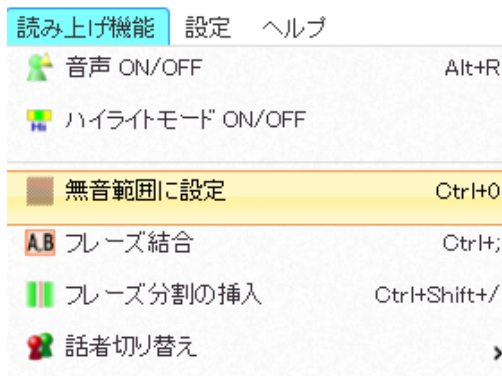 読み上げ機能 設定 ヘルプ
音声 ON/OFF Alt+R
Hi ハイライトモード ON/OFF
無音範囲に設定 Ctrl+0
A.B フレーズ結合 Ctrl+;
フレーズ分割の挿入 Ctrl+Shift+/
話者切り替え